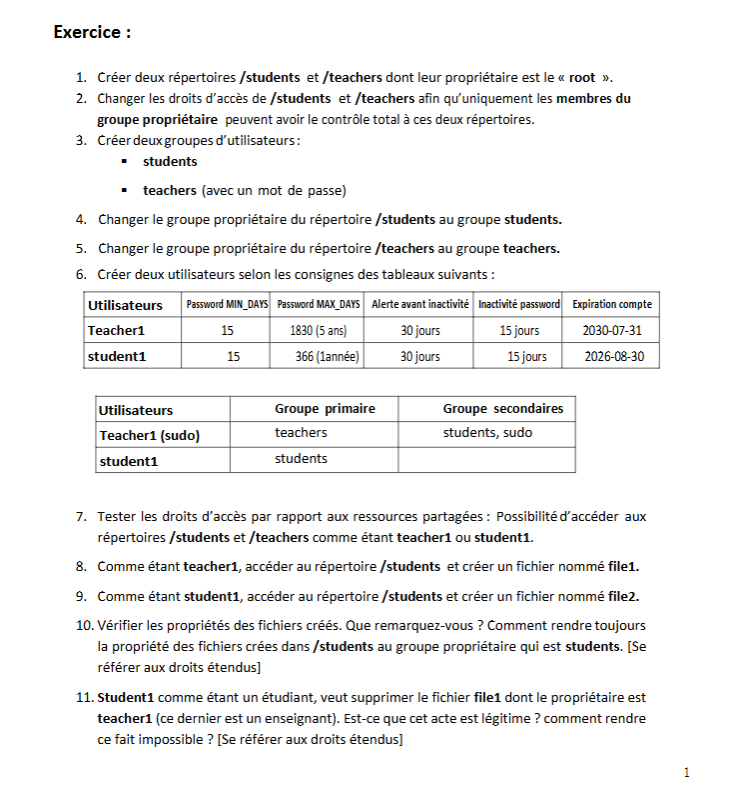 Exercice :
1. Créer deux répertoires /students et /teachers dont leur propriétaire est le « root ».
2. Changer les droits d'accès de /students et /teachers afin qu'uniquement les membres du
groupe propriétaire peuvent avoir le contrôle total à ces deux répertoires.
3. Créer deux groupes d'utilisateurs :
▪ students
▪ teachers (avec un mot de passe)
4. Changer le groupe propriétaire du répertoire /students au groupe students.
5. Changer le groupe propriétaire du répertoire /teachers au groupe teachers.
6. Créer deux utilisateurs selon les consignes des tableaux suivants :
Utilisateurs Password MIN_DAYS Password MAX_DAYS Alerte avant inactivité Inactivité password Expiration compte
Teacher1 15 1830 (5 ans) 30 jours 15 jours 2030-07-31
student1 15 366 (1année) 30 jours 15 jours 2026-08-30
Utilisateurs Groupe primaire Groupe secondaires
Teacher1 (sudo) teachers students, sudo
student1 students
7. Tester les droits d'accès par rapport aux ressources partagées : Possibilité d'accéder aux
répertoires /students et /teachers comme étant teacher1 ou student1.
8. Comme étant teacher1, accéder au répertoire /students et créer un fichier nommé file1.
9. Comme étant student1, accéder au répertoire /students et créer un fichier nommé file2.
10. Vérifier les propriétés des fichiers créés. Que remarquez-vous ? Comment rendre toujours
la propriété des fichiers crées dans /students au groupe propriétaire qui est students. [Se
référer aux droits étendus]
11. Student1 comme étant un étudiant, veut supprimer le fichier file1 dont le propriétaire est
teacher1 (ce dernier est un enseignant). Est-ce que cet acte est légitime ? comment rendre
ce fait impossible ? [Se référer aux droits étendus]
1